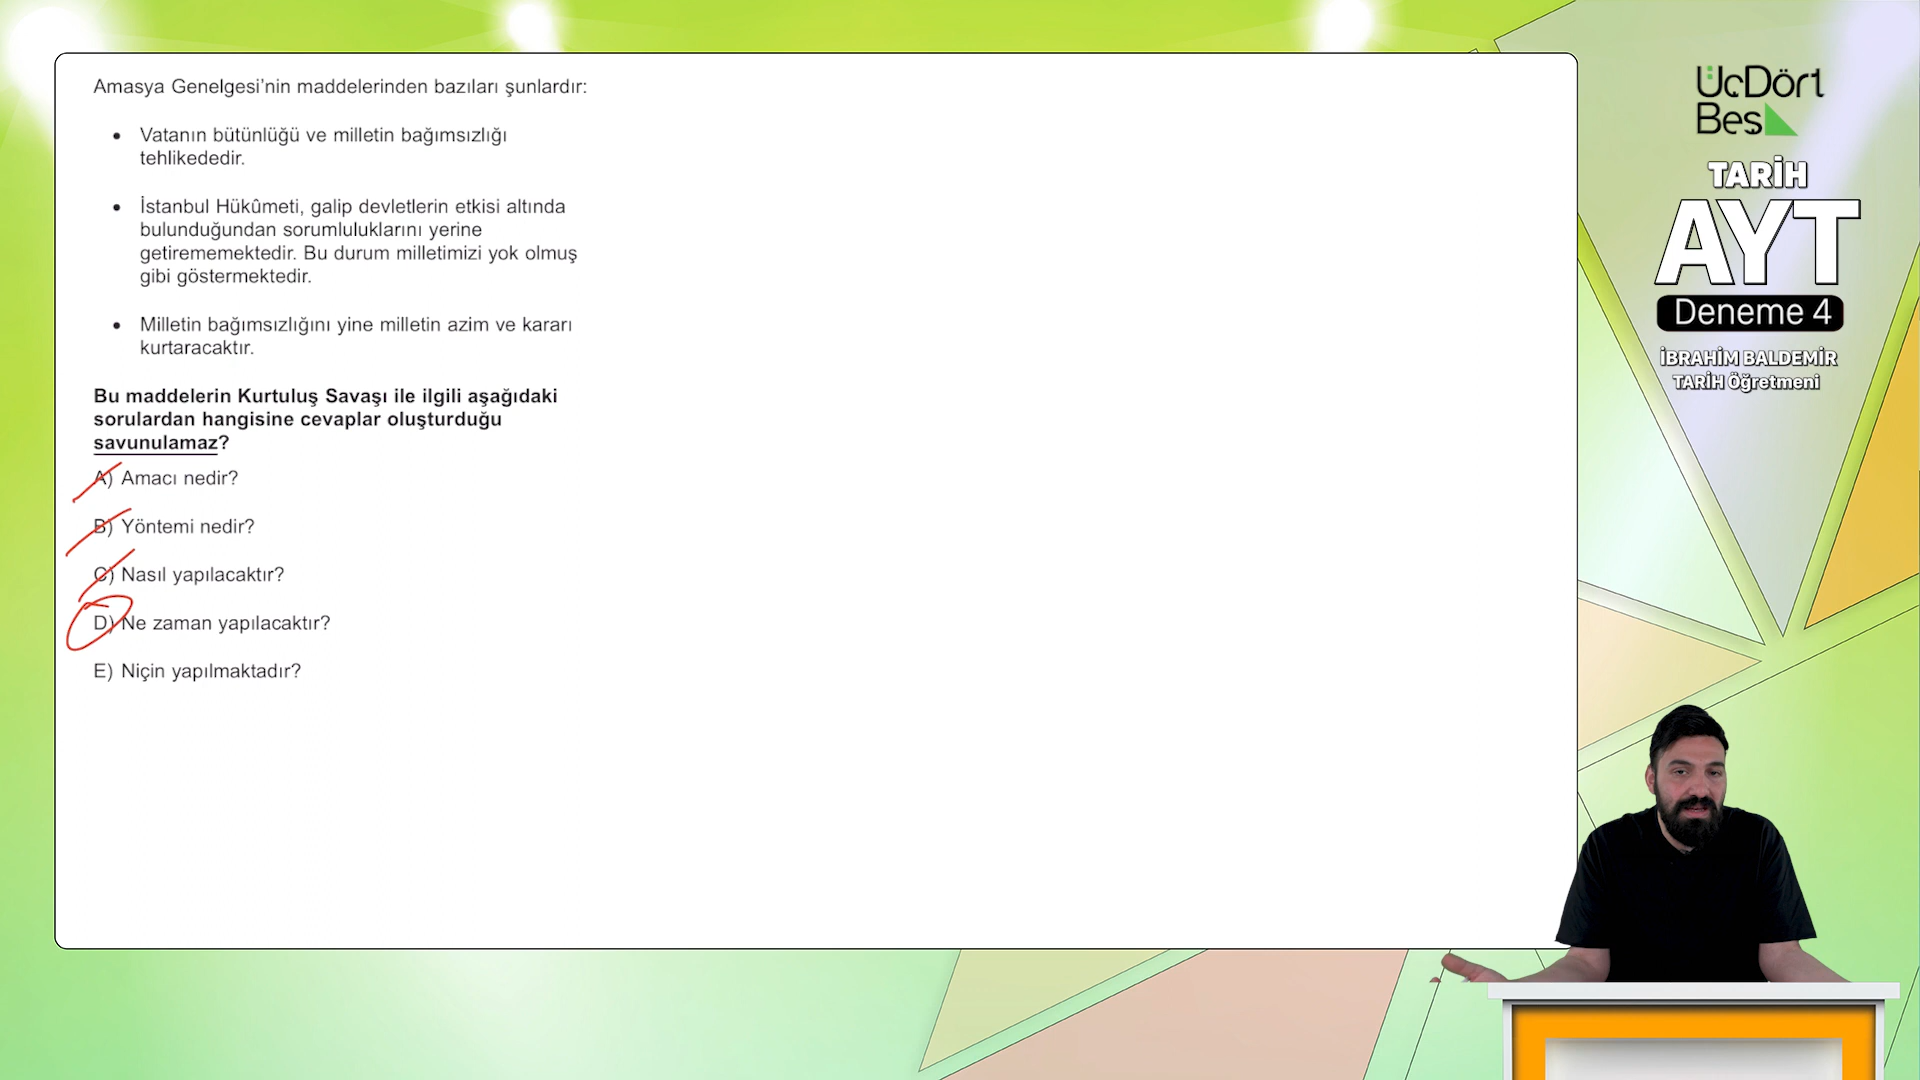 Amasya Genelgesi’nin maddelerinden bazıları şunlardır:
• Vatanın bütünlüğü ve milletin bağımsızlığı
tehlikededir.
• İstanbul Hükûmeti, galip devletlerin etkisi altında
bulunduğundan sorumluluklarını yerine
getirememektedir. Bu durum milletimizi yok olmuş
gibi göstermektedir.
• Milletin bağımsızlığını yine milletin azim ve kararı
kurtaracaktır.
Bu maddelerin Kurtuluş Savaşı ile ilgili aşağıdaki
sorulardan hangisine cevaplar oluşturduğu
savunulamaz?
A) Amacı nedir?
B) Yöntemi nedir?
C) Nasıl yapılacaktır?
D) Ne zaman yapılacaktır?
E) Niçin yapılmaktadır?
ÜçDört
Beş
TARİH
AYT
Deneme 4
İBRAHİM BALDEMİR
TARİH Öğretmeni